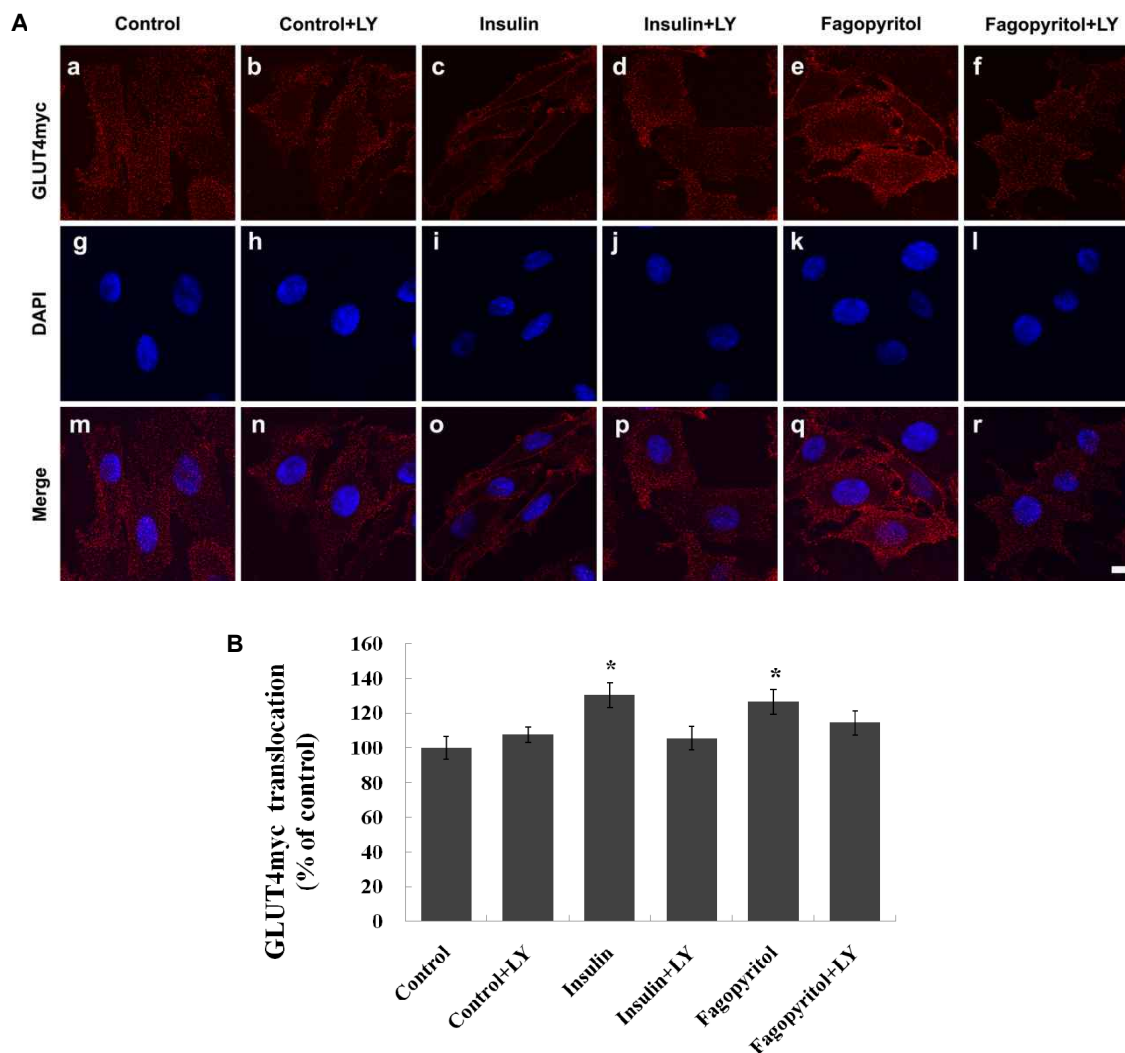 A
Control Control+LY Insulin Insulin+LY Fagopyritol Fagopyritol+LY
GLUT4myc
a b c d e f
DAPI
g h i j k l
Merge
m n o p q r
B
GLUT4myc translocation
(% of control)
160
140
120
100
80
60
40
20
0
* *
Control Control+LY Insulin Insulin+LY Fagopyritol Fagopyritol+LY